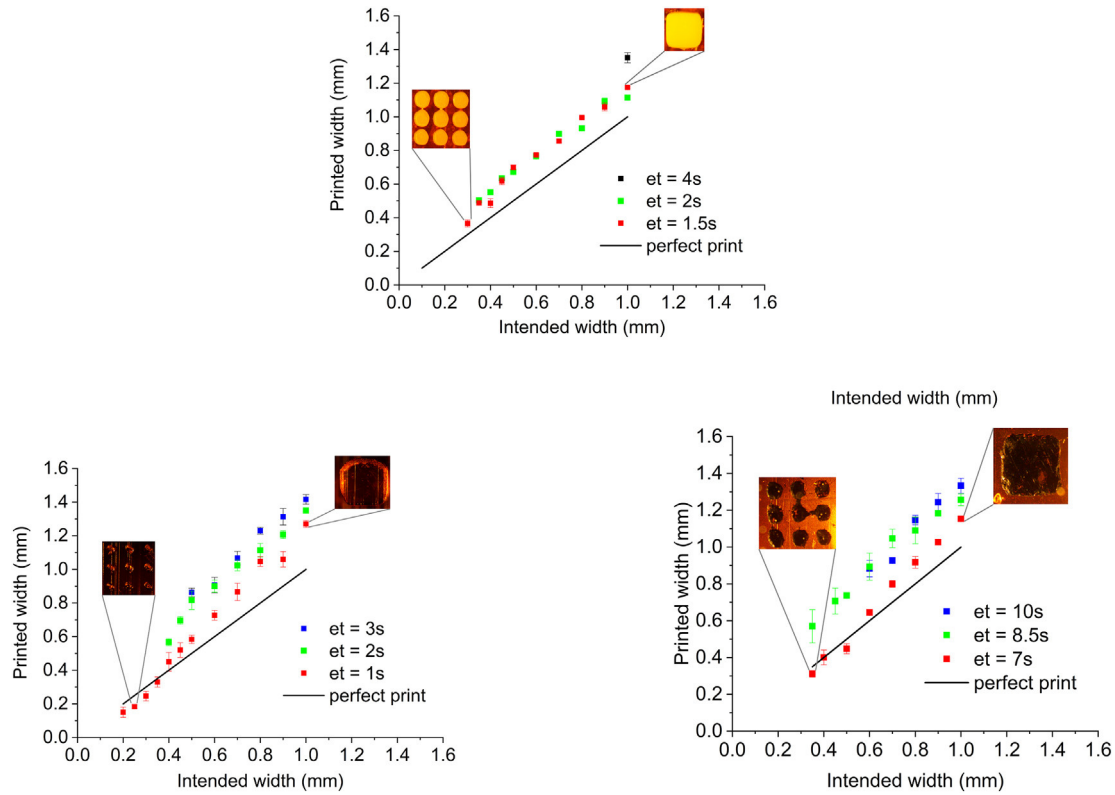 1.6
1.4
1.2
1.0
0.8
0.6
0.4
0.2
0.0
Printed width (mm)
et = 4s
et = 2s
et = 1.5s
perfect print
0.0 0.2 0.4 0.6 0.8 1.0 1.2 1.4 1.6
Intended width (mm)
1.6
1.4
1.2
1.0
0.8
0.6
0.4
0.2
0.0
Printed width (mm)
et = 3s
et = 2s
et = 1s
perfect print
0.0 0.2 0.4 0.6 0.8 1.0 1.2 1.4 1.6
Intended width (mm)
Intended width (mm)
1.6
1.4
1.2
1.0
0.8
0.6
0.4
0.2
0.0
Printed width (mm)
et = 10s
et = 8.5s
et = 7s
perfect print
0.0 0.2 0.4 0.6 0.8 1.0 1.2 1.4 1.6
Intended width (mm)